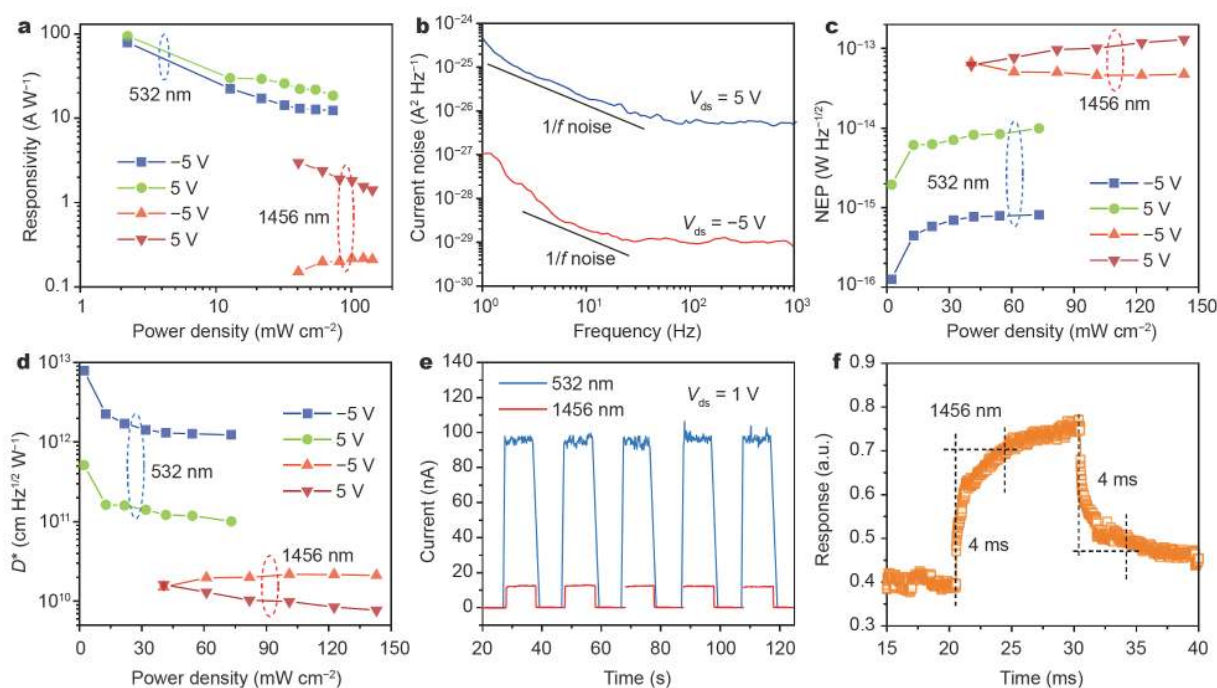 a
Responsivity (A W⁻¹)
100
10
1
0.1
532 nm
−5 V
5 V
−5 V
5 V
1456 nm
1
10
100
Power density (mW cm⁻²)
b
Current noise (A² Hz⁻¹)
10⁻²⁴
10⁻²⁵
10⁻²⁶
10⁻²⁷
10⁻²⁸
10⁻²⁹
10⁻³⁰
V_ds = 5 V
1/f noise
V_ds = −5 V
1/f noise
10⁰
10¹
10²
10³
Frequency (Hz)
c
NEP (W Hz⁻¹ᐟ²)
10⁻¹³
10⁻¹⁴
10⁻¹⁵
10⁻¹⁶
1456 nm
532 nm
−5 V
5 V
−5 V
5 V
0
30
60
90
120
150
Power density (mW cm⁻²)
d
D* (cm Hz¹ᐟ² W⁻¹)
10¹³
10¹²
10¹¹
10¹⁰
532 nm
−5 V
5 V
−5 V
5 V
1456 nm
0
30
60
90
120
150
Power density (mW cm⁻²)
e
Current (nA)
140
120
100
80
60
40
20
0
532 nm
1456 nm
V_ds = 1 V
20
40
60
80
100
120
Time (s)
f
Response (a.u.)
0.9
0.8
0.7
0.6
0.5
0.4
0.3
1456 nm
4 ms
4 ms
15
20
25
30
35
40
Time (ms)